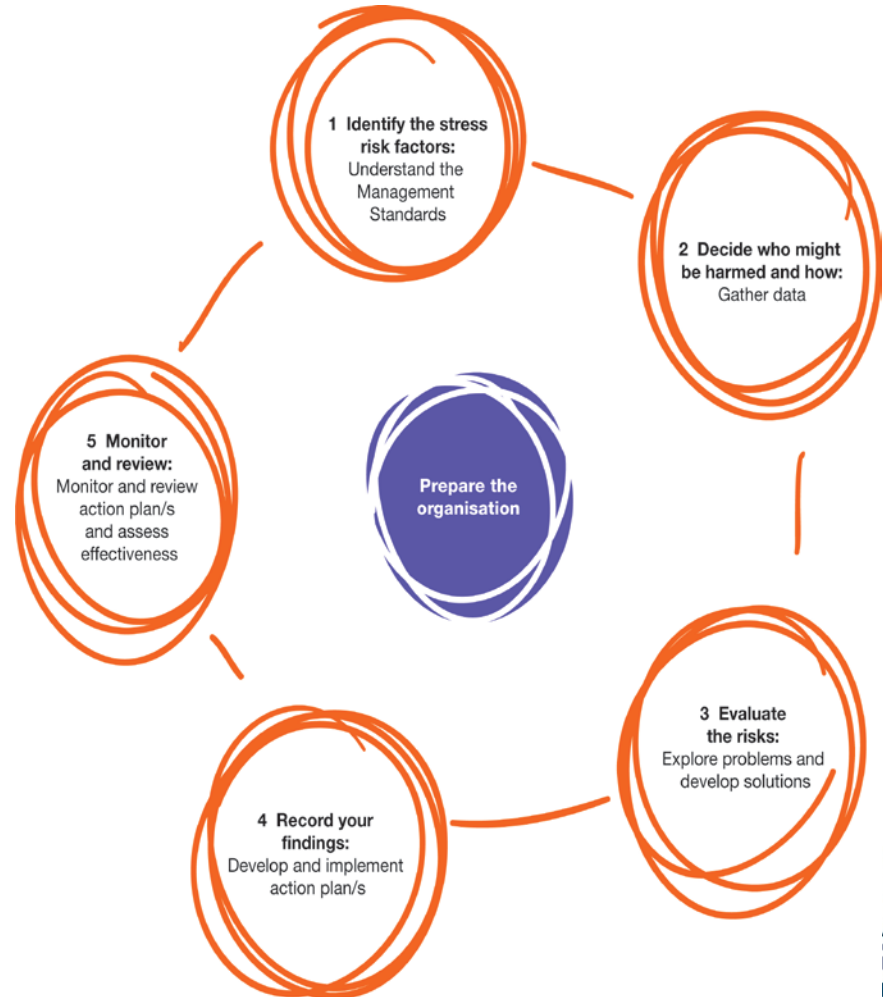 1 Identify the stress
risk factors:
Understand the
Management
Standards
2 Decide who might
be harmed and how:
Gather data
3 Evaluate
the risks:
Explore problems and
develop solutions
4 Record your
findings:
Develop and implement
action plan/s
5 Monitor
and review:
Monitor and review
action plan/s
and assess
effectiveness
Prepare the
organisation